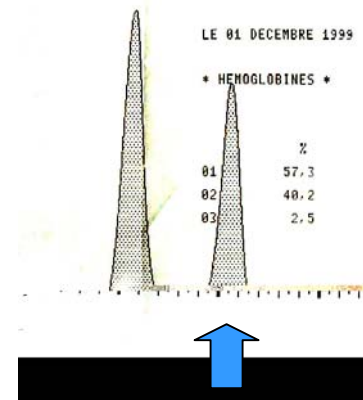 LE 01 DECEMBRE 1999
* HEMOGLOBINES *
%
01 57,3
02 40,2
03 2,5